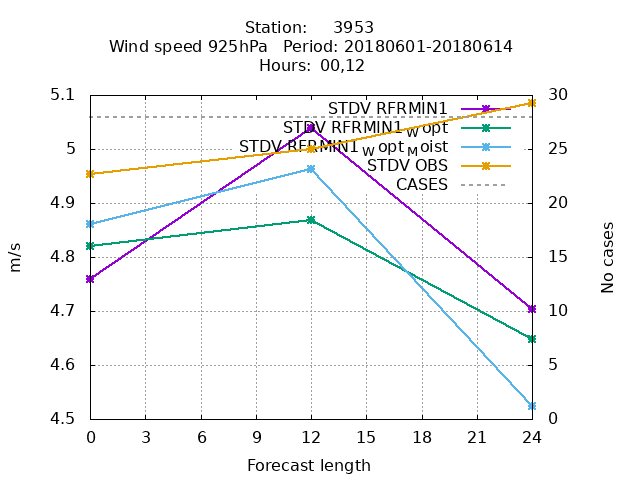 Station: 3953
Wind speed 925hPa Period: 20180601-20180614
Hours: 00,12
5.1
5
4.9
4.8
4.7
4.6
4.5
m/s
30
25
20
15
10
5
0
No cases
STDV RFRMIN1
STDV RFRMIN1_W opt
STDV RFRMIN1_W opt_Moist
STDV OBS
CASES
0 3 6 9 12 15 18 21 24
Forecast length